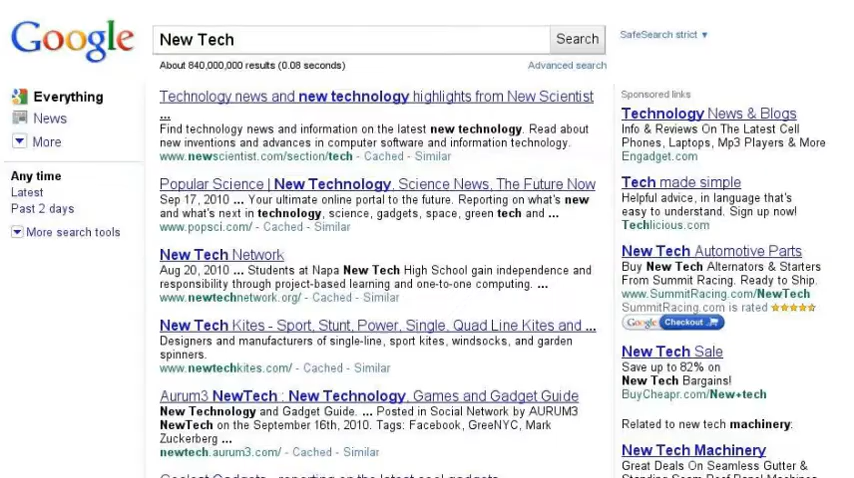 Google
New Tech
Search
SafeSearch strict ▼
About 840,000,000 results (0.08 seconds)
Advanced search
Everything
News
More
Any time
Latest
Past 2 days
More search tools
Technology news and new technology highlights from New Scientist
...
Find technology news and information on the latest new technology. Read about
new inventions and advances in computer software and information technology.
www.newscientist.com/section/tech - Cached - Similar
Popular Science | New Technology, Science News, The Future Now
Sep 17, 2010 ... Your ultimate online portal to the future. Reporting on what's new
and what's next in technology, science, gadgets, space, green tech and ...
www.popsci.com/ - Cached - Similar
New Tech Network
Aug 20, 2010 ... Students at Napa New Tech High School gain independence and
responsibility through project-based learning and one-to-one computing. ...
www.newtechnetwork.org/ - Cached - Similar
New Tech Kites - Sport, Stunt, Power, Single, Quad Line Kites and ...
Designers and manufacturers of single-line, sport kites, windsocks, and garden
spinners.
www.newtechkites.com/ - Cached - Similar
Aurum3 NewTech : New Technology, Games and Gadget Guide
New Technology and Gadget Guide. ... Posted in Social Network by AURUM3
NewTech on the September 16th, 2010. Tags: Facebook, GreeNYC, Mark
Zuckerberg ...
newtech.aurum3.com/ - Cached - Similar
Coolest Gadgets - reporting on the latest cool gadgets
Sponsored links
Technology News & Blogs
Info & Reviews On The Latest Cell
Phones, Laptops, Mp3 Players & More
Engadget.com
Tech made simple
Helpful advice, in language that's
easy to understand. Sign up now!
Techlicious.com
New Tech Automotive Parts
Buy New Tech Alternators & Starters
From Summit Racing. Ready to Ship.
www.SummitRacing.com/NewTech
SummitRacing.com is rated ★★★★★
Google Checkout
New Tech Sale
Save up to 82% on
New Tech Bargains!
BuyCheapr.com/New+tech
Related to new tech machinery:
New Tech Machinery
Great Deals On Seamless Gutter &
Standing Seam Roof Panel Machines